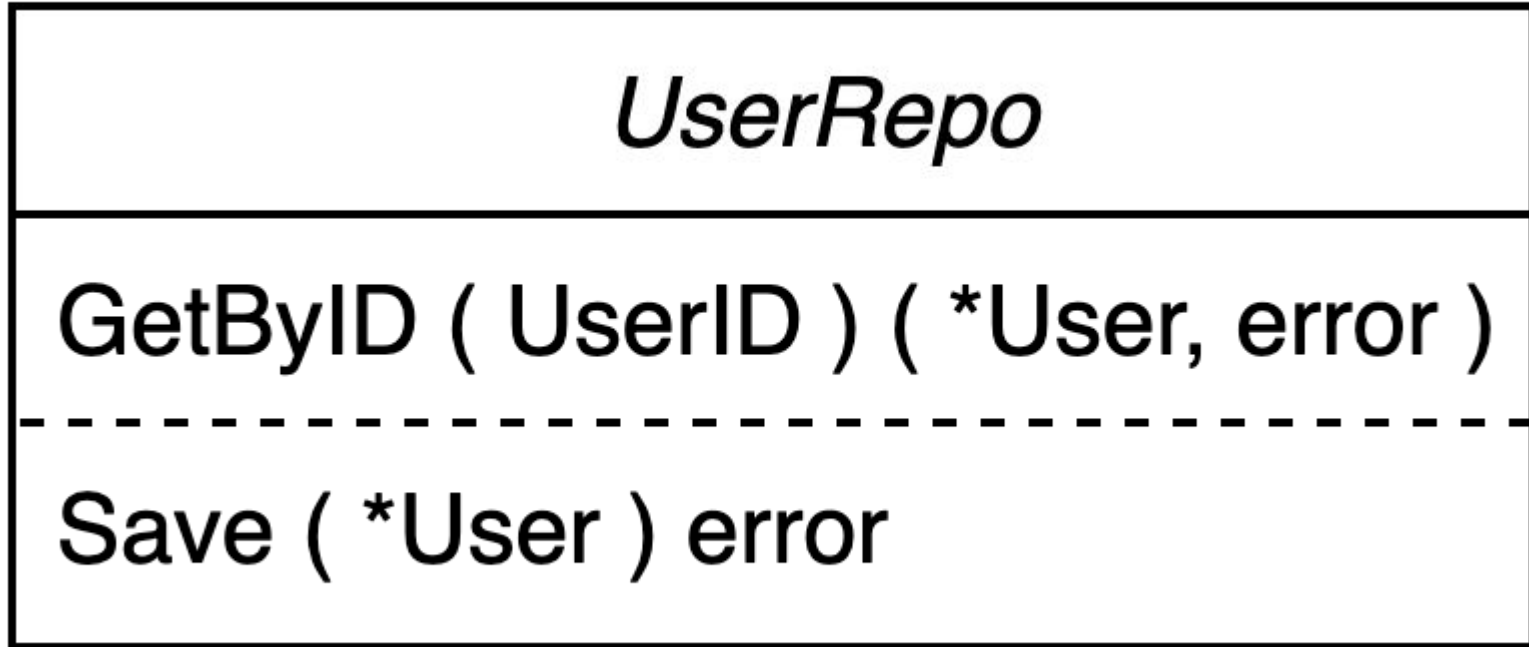 UserRepo
GetByID ( UserID ) ( *User, error )
Save ( *User ) error